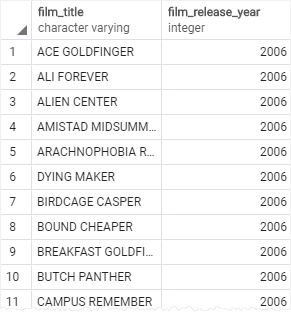 film_title film_release_year
character varying integer
1 ACE GOLDFINGER 2006
2 ALI FOREVER 2006
3 ALIEN CENTER 2006
4 AMISTAD MIDSUMM... 2006
5 ARACHNOPHOBIA R... 2006
6 DYING MAKER 2006
7 BIRDCAGE CASPER 2006
8 BOUND CHEAPER 2006
9 BREAKFAST GOLDFI... 2006
10 BUTCH PANTHER 2006
11 CAMPUS REMEMBER 2006